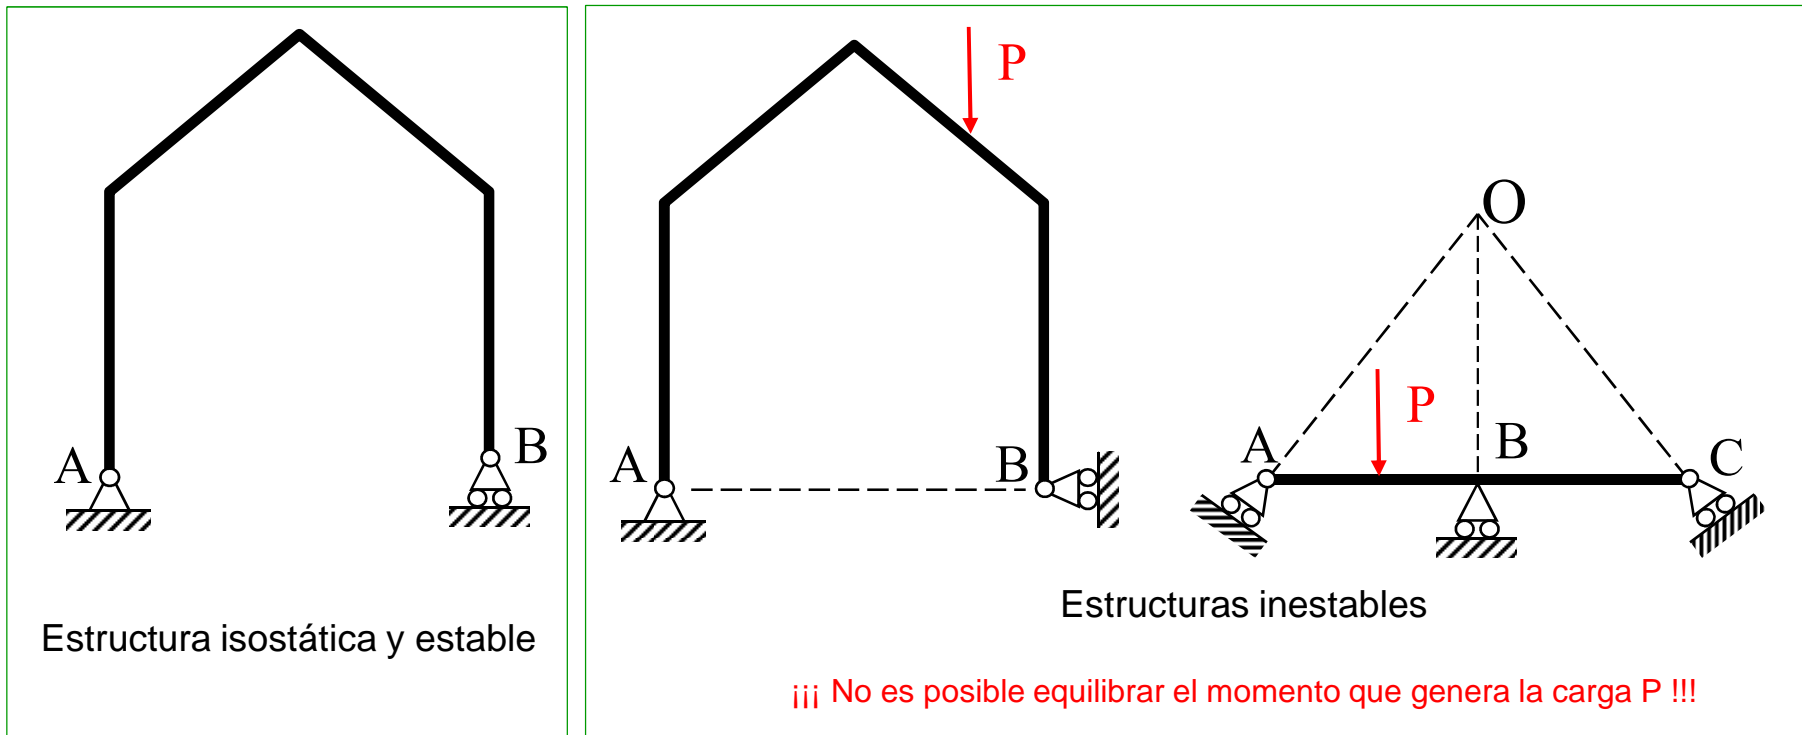 A
B
Estructura isostática y estable
P
A
B
O
P
A
B
C
Estructuras inestables
¡¡¡ No es posible equilibrar el momento que genera la carga P !!!